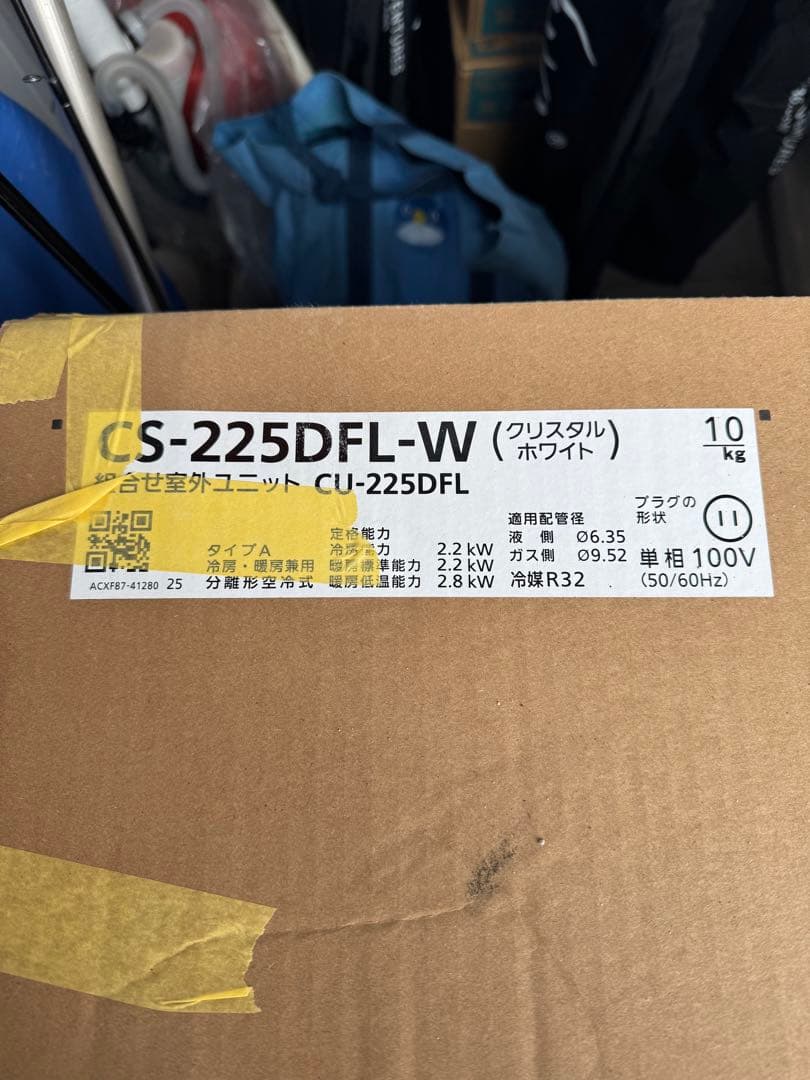 VENTURES
CS-225DFL-W (クリスタルホワイト)
10 kg
組合せ室外ユニット CU-225DFL
ACXF87-41280 25
タイプA
冷房・暖房兼用
分離形空冷式
定格能力
冷房能力 2.2 kW
暖房標準能力 2.2 kW
暖房低温能力 2.8 kW
適用配管径
液 側 Ø6.35
ガス側 Ø9.52
冷媒R32
プラグの形状
単相 100V
(50/60Hz)